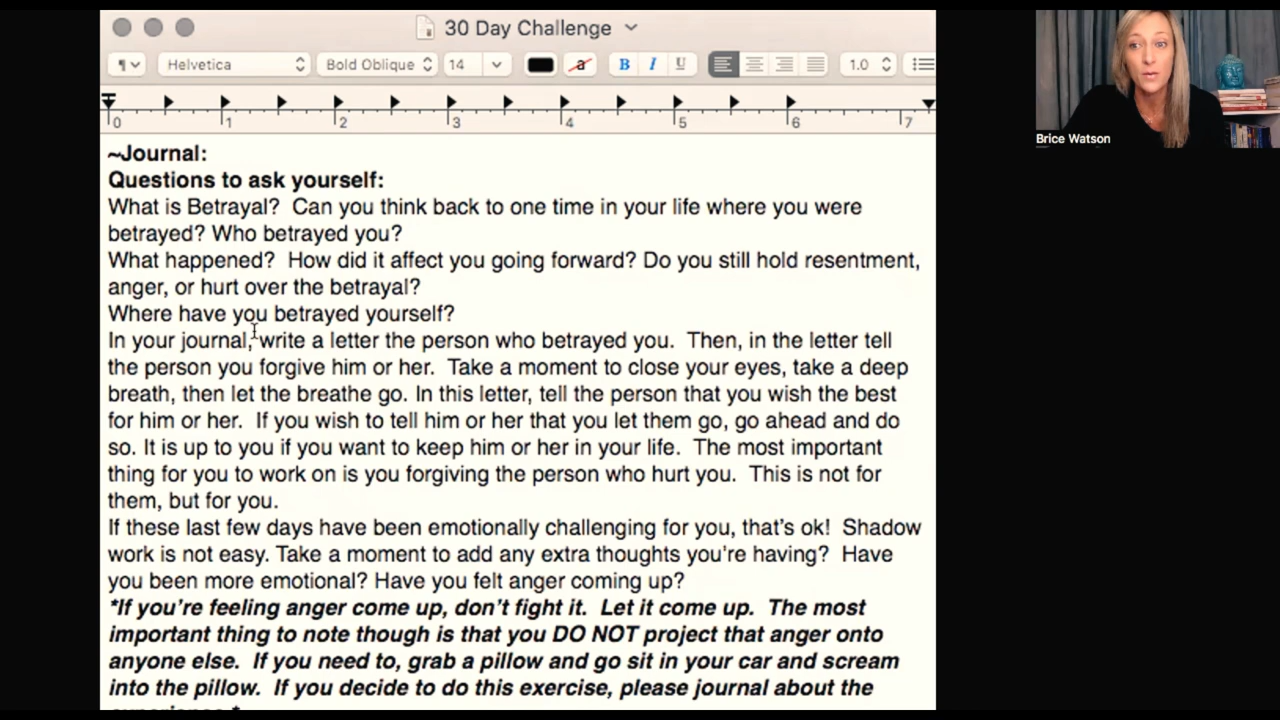 30 Day Challenge
¶ Helvetica Bold Oblique 14 a B I U 1.0
0 1 2 3 4 5 6 7
~Journal:
Questions to ask yourself:
What is Betrayal?  Can you think back to one time in your life where you were
betrayed? Who betrayed you?
What happened?  How did it affect you going forward? Do you still hold resentment,
anger, or hurt over the betrayal?
Where have you betrayed yourself?
In your journal, write a letter the person who betrayed you.  Then, in the letter tell
the person you forgive him or her.  Take a moment to close your eyes, take a deep
breath, then let the breathe go. In this letter, tell the person that you wish the best
for him or her.  If you wish to tell him or her that you let them go, go ahead and do
so. It is up to you if you want to keep him or her in your life.  The most important
thing for you to work on is you forgiving the person who hurt you.  This is not for
them, but for you.
If these last few days have been emotionally challenging for you, that's ok!  Shadow
work is not easy. Take a moment to add any extra thoughts you're having?  Have
you been more emotional? Have you felt anger coming up?
*If you're feeling anger come up, don't fight it.  Let it come up.  The most
important thing to note though is that you DO NOT project that anger onto
anyone else.  If you need to, grab a pillow and go sit in your car and scream
into the pillow.  If you decide to do this exercise, please journal about the
Brice Watson